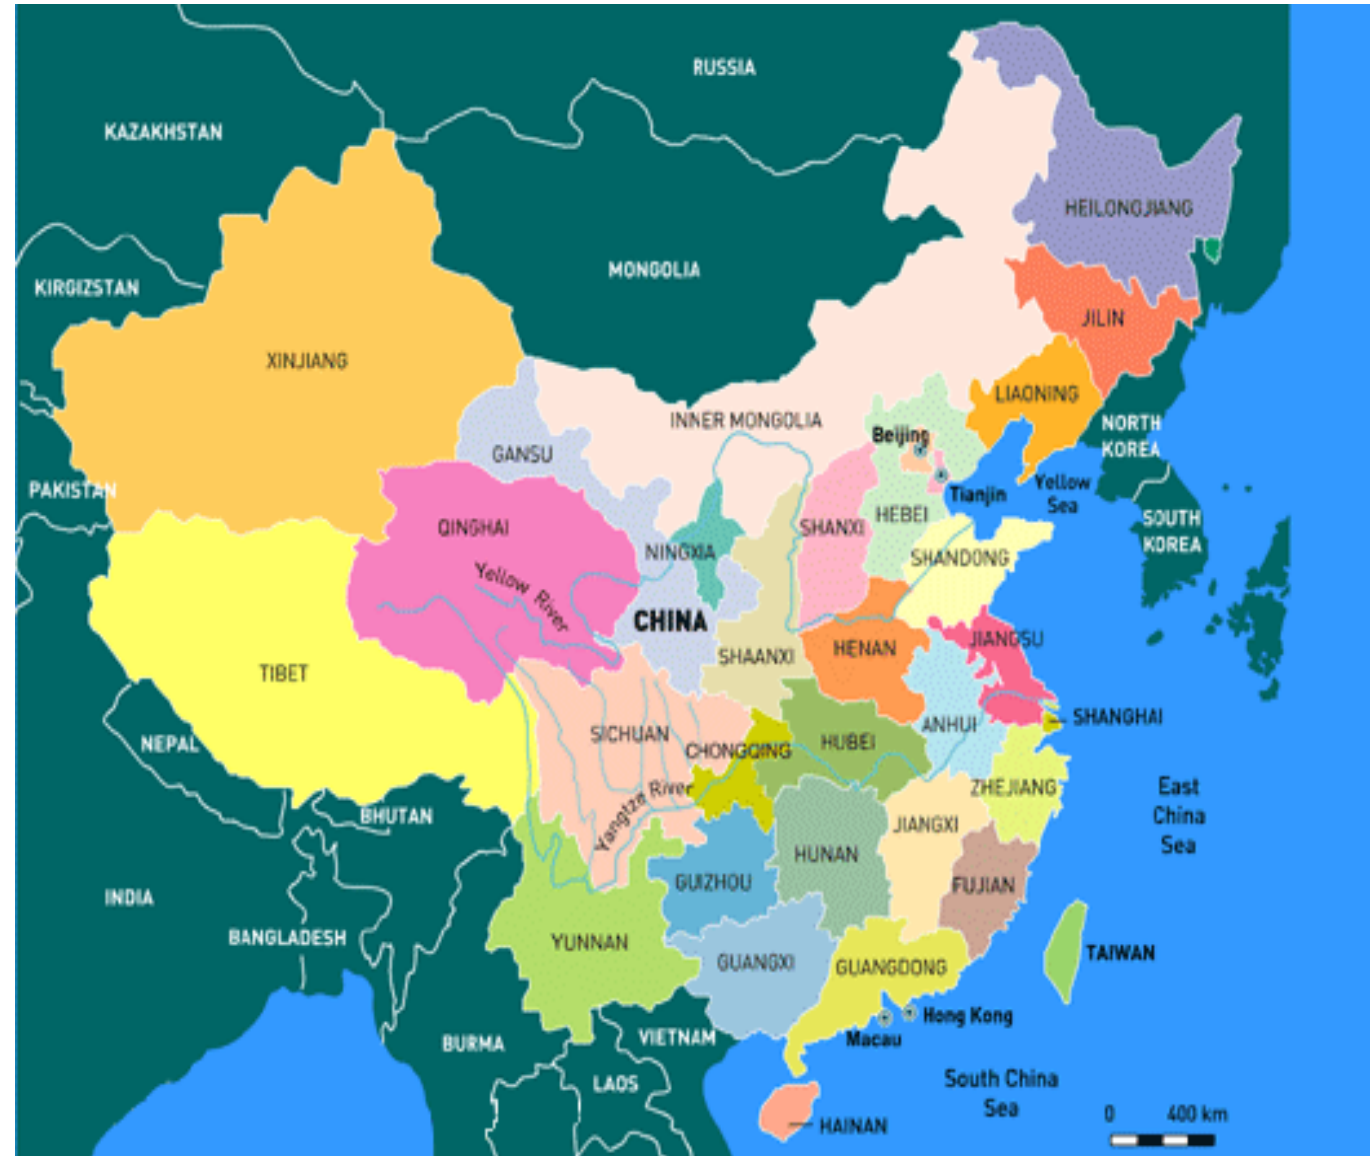 RUSSIA
KAZAKHSTAN
HEILONGJIANG
MONGOLIA
KIRGIZSTAN
JILIN
XINJIANG
LIAONING
INNER MONGOLIA
NORTH
KOREA
Beijing
GANSU
PAKISTAN
Tianjin
Yellow
Sea
QINGHAI
SHANXI
HEBEI
SOUTH
KOREA
NINGXIA
SHANDONG
Yellow River
CHINA
JIANGSU
HENAN
SHAANXI
TIBET
SHANGHAI
ANHUI
SICHUAN
NEPAL
CHONGQING
HUBEI
Yangtze River
ZHEJIANG
East
China
Sea
BHUTAN
JIANGXI
HUNAN
GUIZHOU
FUJIAN
INDIA
BANGLADESH
YUNNAN
TAIWAN
GUANGXI
GUANGDONG
Hong Kong
Macau
VIETNAM
BURMA
LAOS
South China
Sea
0 400 km
HAINAN